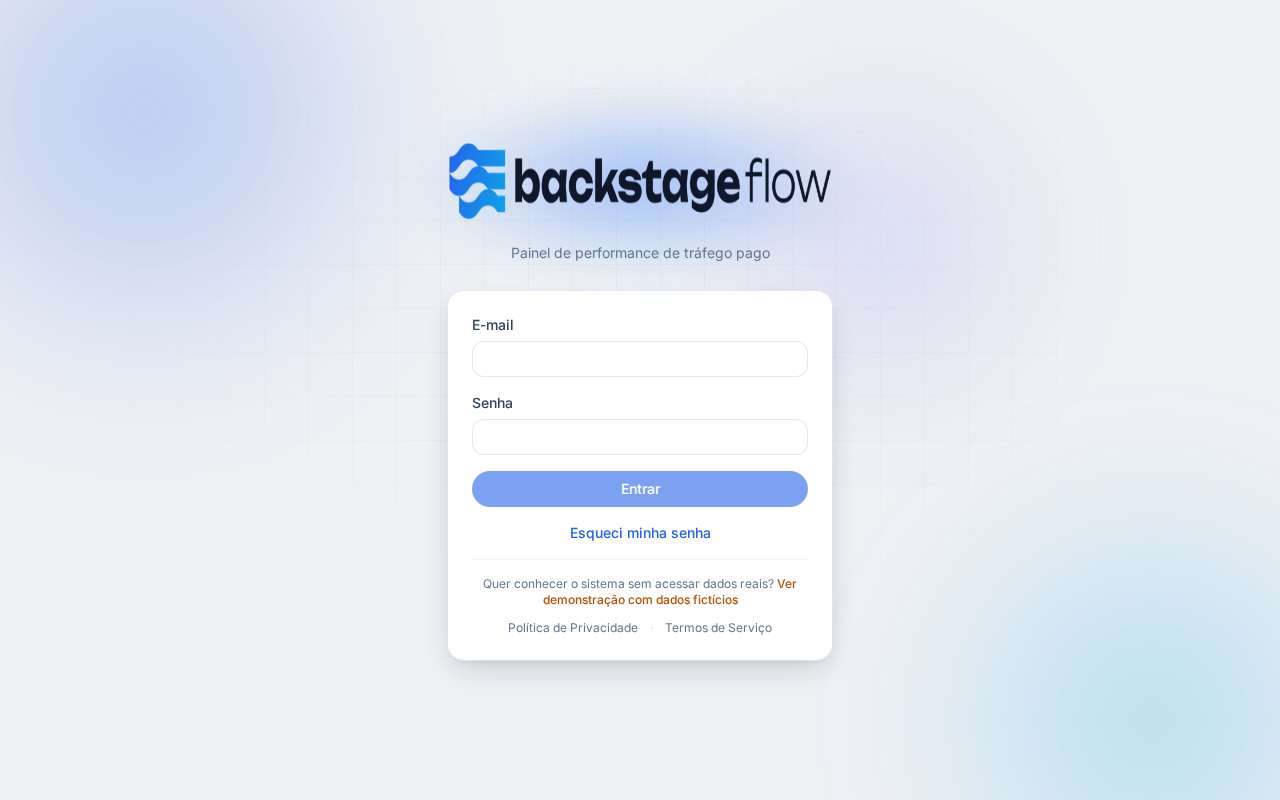 backstage flow
Painel de performance de tráfego pago
E-mail
Senha
Entrar
Esqueci minha senha
Quer conhecer o sistema sem acessar dados reais? Ver
demonstração com dados fictícios
Política de Privacidade · Termos de Serviço